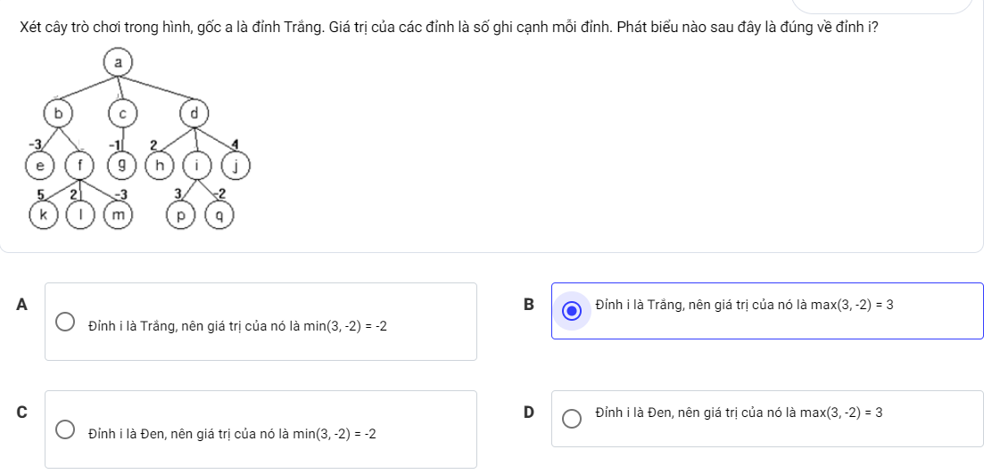 Xét cây trò chơi trong hình, gốc a là đỉnh Trắng. Giá trị của các đỉnh là số ghi cạnh mỗi đỉnh. Phát biểu nào sau đây là đúng về đỉnh i?
a
b c d
-3 -1 2 4
e f g h i j
5 2 -3 3 -2
k l m p q
A
Đỉnh i là Trắng, nên giá trị của nó là min(3, -2) = -2
B
Đỉnh i là Trắng, nên giá trị của nó là max(3, -2) = 3
C
Đỉnh i là Đen, nên giá trị của nó là min(3, -2) = -2
D
Đỉnh i là Đen, nên giá trị của nó là max(3, -2) = 3